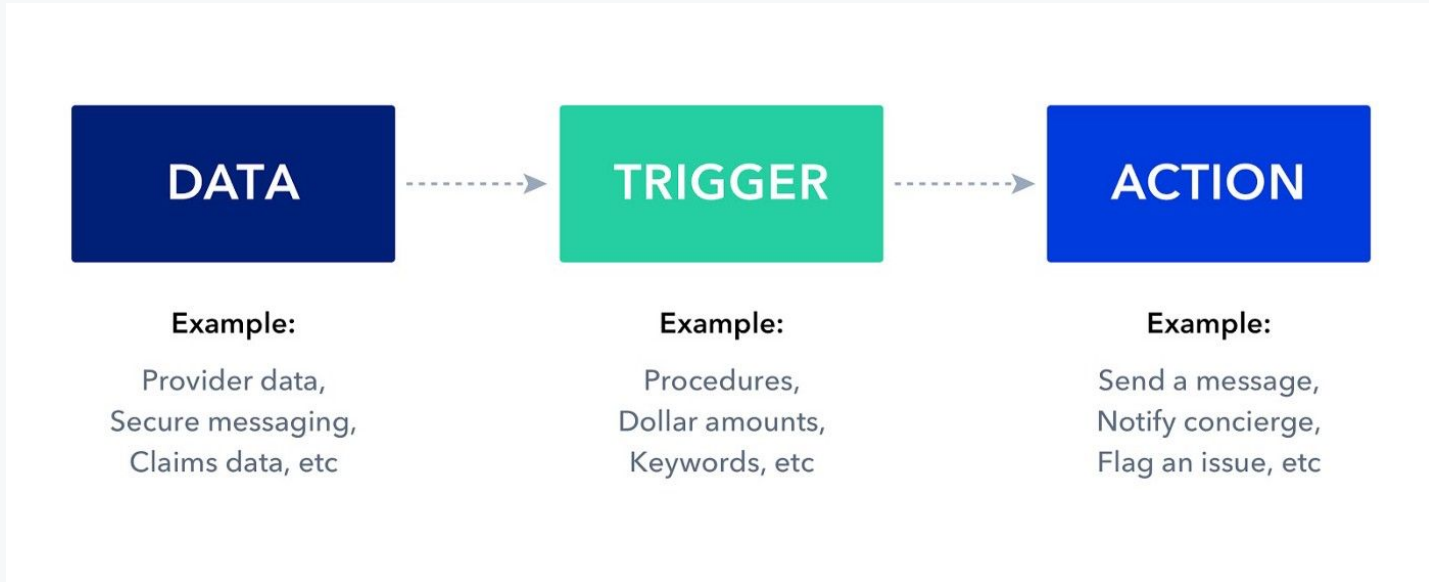 DATA
TRIGGER
ACTION
Example:
Provider data,
Secure messaging,
Claims data, etc
Example:
Procedures,
Dollar amounts,
Keywords, etc
Example:
Send a message,
Notify concierge,
Flag an issue, etc